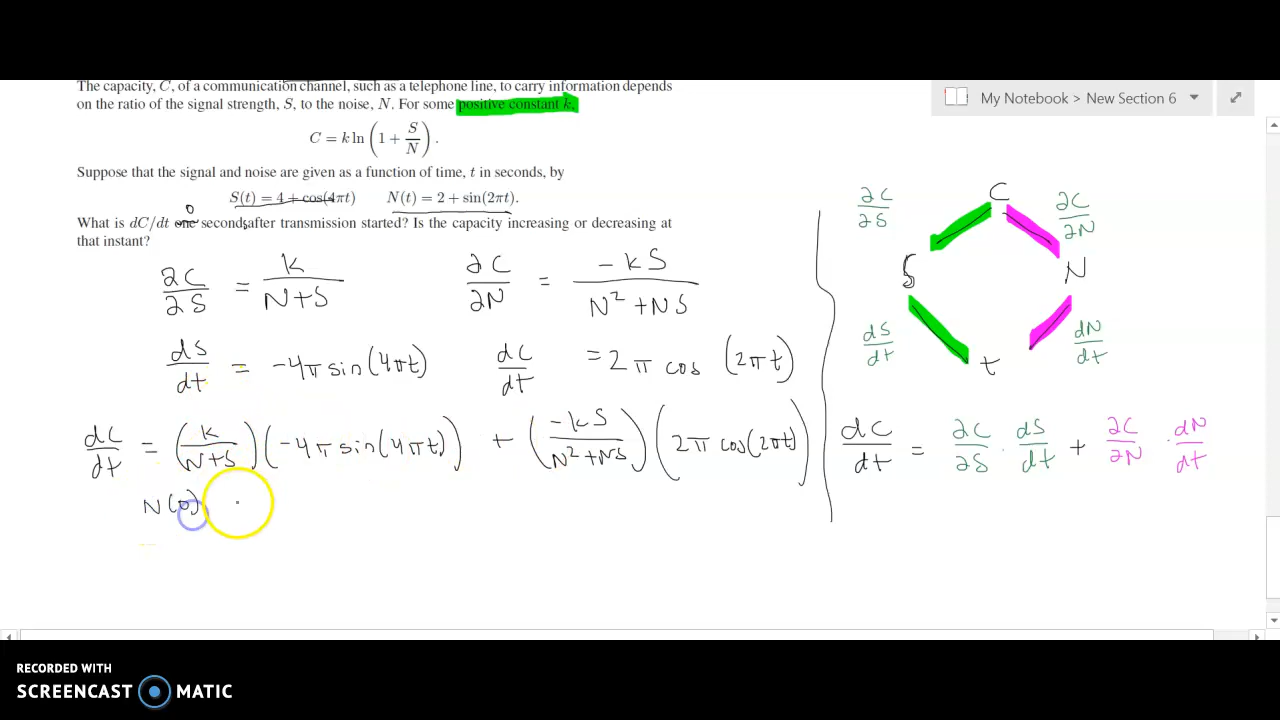 The capacity, C, of a communication channel, such as a telephone line, to carry information depends
on the ratio of the signal strength, S, to the noise, N. For some positive constant k,
C = k ln (1 + S/N).
Suppose that the signal and noise are given as a function of time, t in seconds, by
S(t) = 4 + cos(4πt) N(t) = 2 + sin(2πt).
0
What is dC/dt one seconds after transmission started? Is the capacity increasing or decreasing at
that instant?
∂C/∂S = k/(N+S) ∂C/∂N = -kS/(N² + NS)
dS/dt = -4π sin(4πt) dC/dt = 2π cos (2πt)
dC/dt = (k/(N+S)) (-4π sin(4πt)) + (-kS/(N² + NS)) (2π cos(2πt))
N(0)
My Notebook > New Section 6
C
∂C/∂S ∂C/∂N
S N
dS/dt dN/dt
t
dC/dt = ∂C/∂S · dS/dt + ∂C/∂N · dN/dt
RECORDED WITH
SCREENCAST MATIC